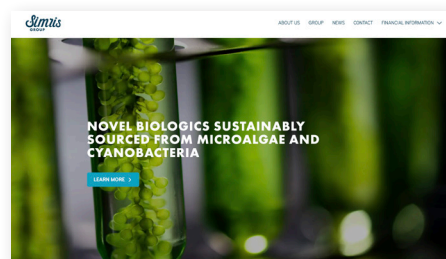 Simris
GROUP
ABOUT US GROUP NEWS CONTACT FINANCIAL INFORMATION
NOVEL BIOLOGICS SUSTAINABLY
SOURCED FROM MICROALGAE AND
CYANOBACTERIA
LEARN MORE >